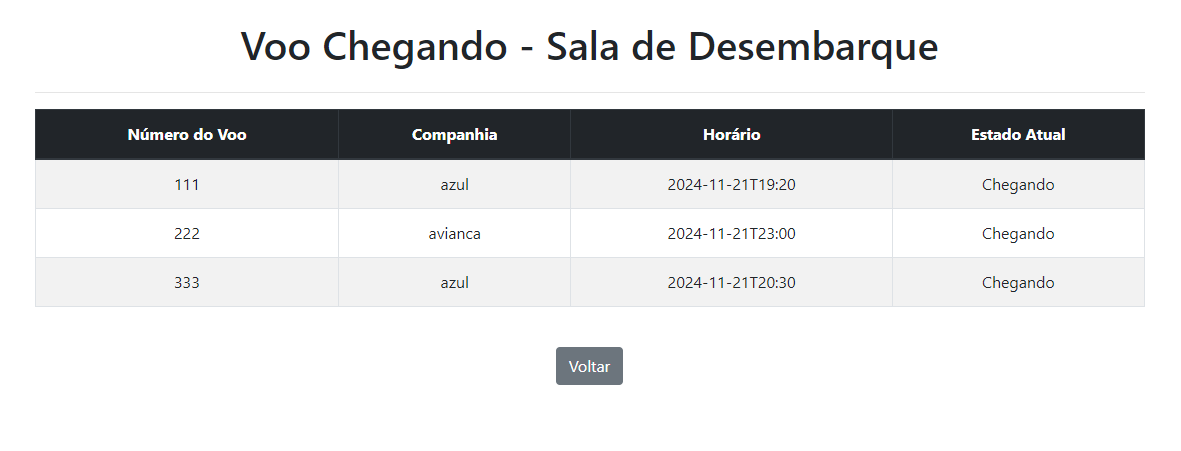 Voo Chegando - Sala de Desembarque
Número do Voo Companhia Horário Estado Atual
111 azul 2024-11-21T19:20 Chegando
222 avianca 2024-11-21T23:00 Chegando
333 azul 2024-11-21T20:30 Chegando
Voltar